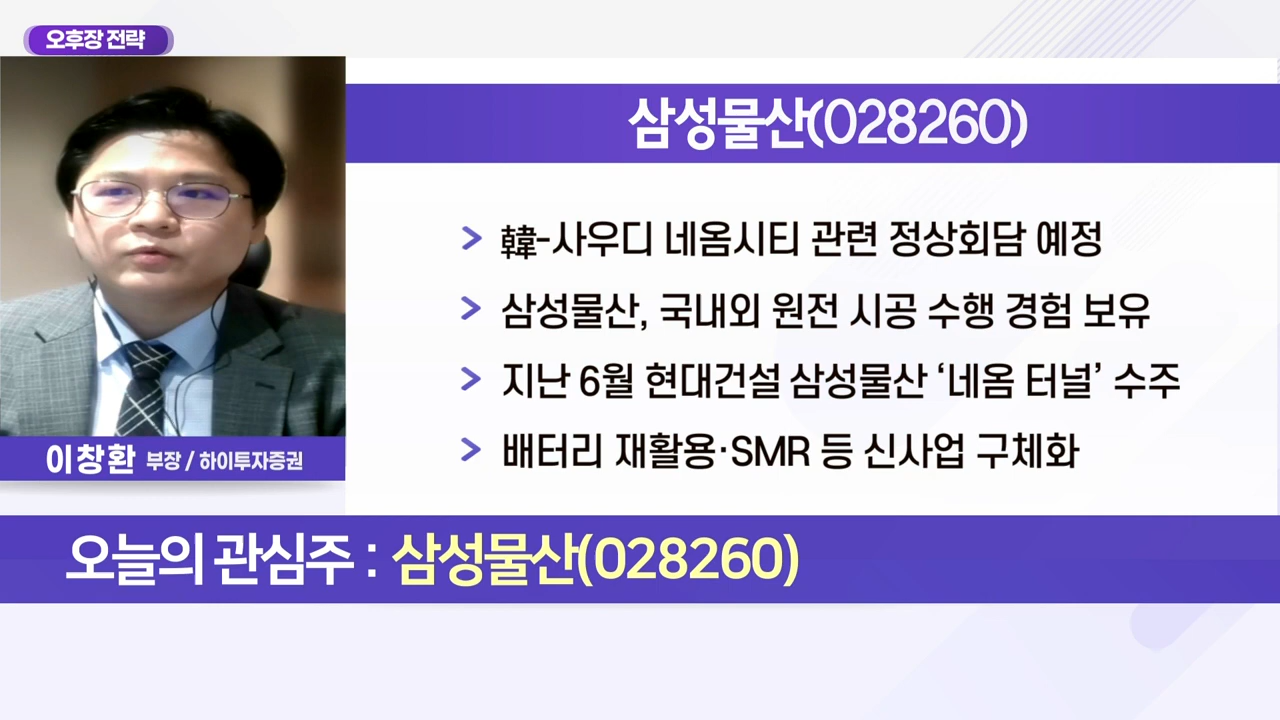 오후장 전략
삼성물산(028260)
> 韓-사우디 네옴시티 관련 정상회담 예정
> 삼성물산, 국내외 원전 시공 수행 경험 보유
> 지난 6월 현대건설 삼성물산 ‘네옴 터널’ 수주
> 배터리 재활용·SMR 등 신사업 구체화
이창환 부장 / 하이투자증권
오늘의 관심주 : 삼성물산(028260)